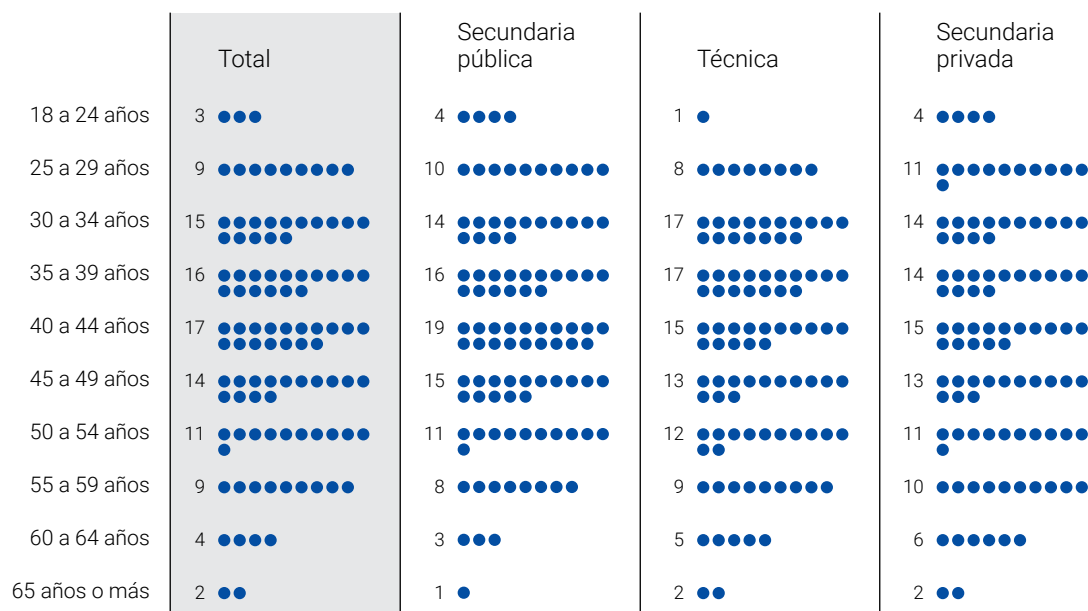 Total
Secundaria
pública
Técnica
Secundaria
privada
18 a 24 años 3 4 1 4
25 a 29 años 9 10 8 11
30 a 34 años 15 14 17 14
35 a 39 años 16 16 17 14
40 a 44 años 17 19 15 15
45 a 49 años 14 15 13 13
50 a 54 años 11 11 12 11
55 a 59 años 9 8 9 10
60 a 64 años 4 3 5 6
65 años o más 2 1 2 2